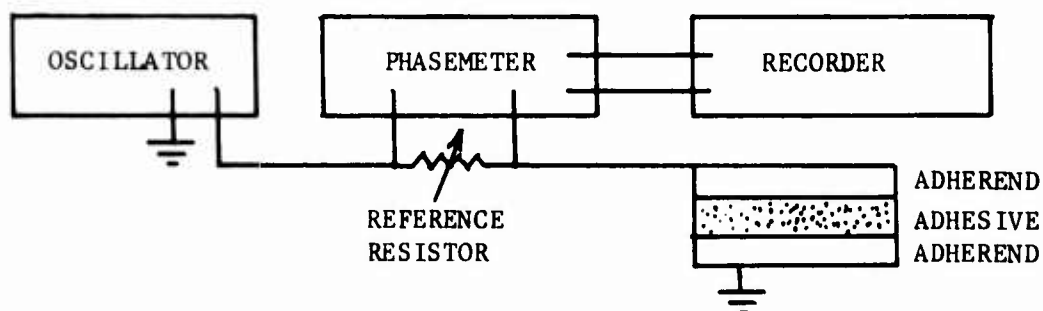 OSCILLATOR
PHASEMETER
RECORDER
REFERENCE
RESISTOR
ADHEREND
ADHESIVE
ADHEREND